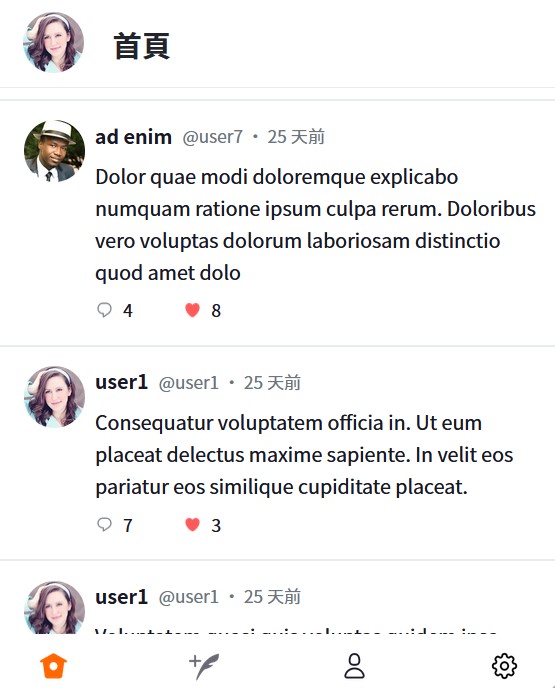 首頁
ad enim @user7 • 25 天前
Dolor quae modi doloremque explicabo
numquam ratione ipsum culpa rerum. Doloribus
vero voluptas dolorum laboriosam distinctio
quod amet dolo
4 8
user1 @user1 • 25 天前
Consequatur voluptatem officia in. Ut eum
placeat delectus maxime sapiente. In velit eos
pariatur eos similique cupiditate placeat.
7 3
user1 @user1 • 25 天前